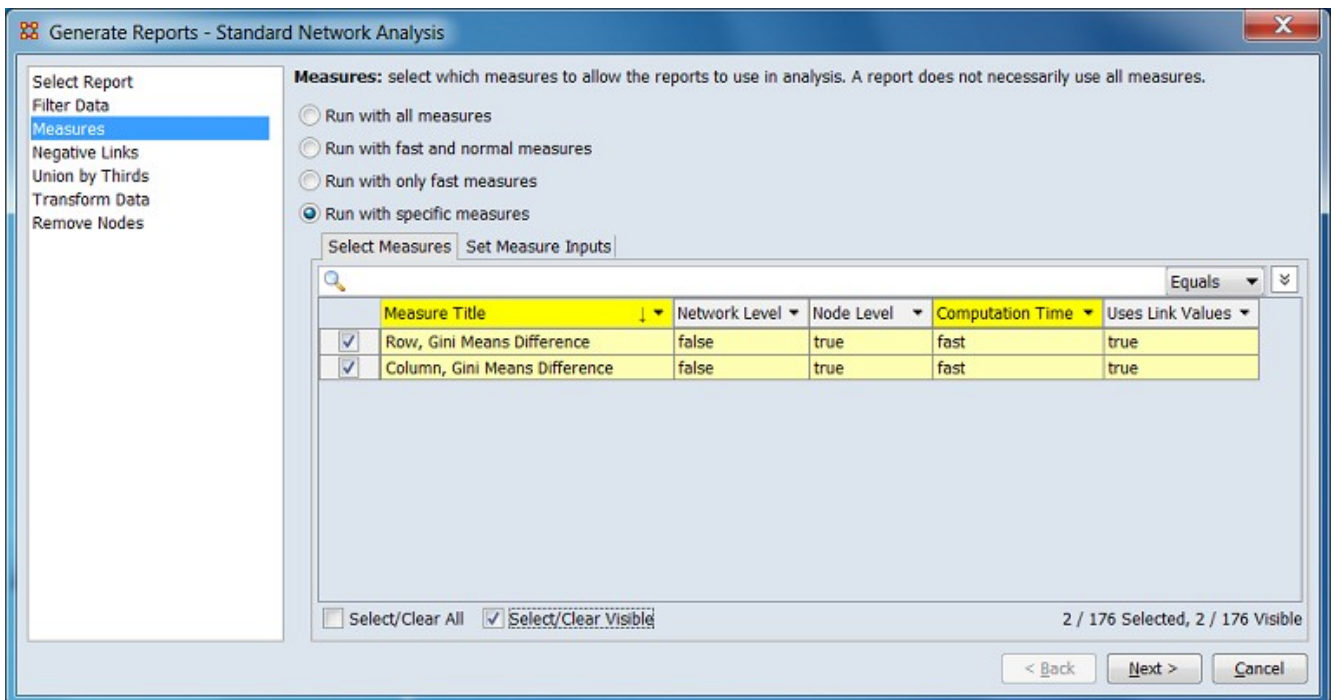 Generate Reports - Standard Network Analysis
Select Report
Filter Data
Measures
Negative Links
Union by Thirds
Transform Data
Remove Nodes
Measures: select which measures to allow the reports to use in analysis. A report does not necessarily use all measures.
Run with all measures
Run with fast and normal measures
Run with only fast measures
Run with specific measures
Select Measures Set Measure Inputs
Equals
Measure Title Network Level Node Level Computation Time Uses Link Values
Row, Gini Means Difference false true fast true
Column, Gini Means Difference false true fast true
Select/Clear All Select/Clear Visible 2 / 176 Selected, 2 / 176 Visible
< Back Next > Cancel